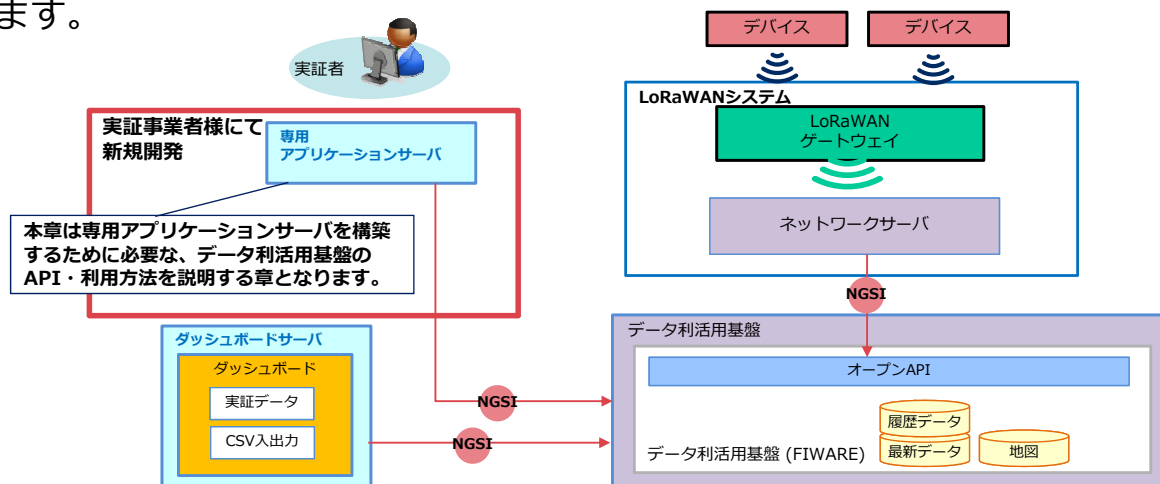 ます。
実証者
デバイス
デバイス
LoRaWANシステム
LoRaWAN
ゲートウェイ
ネットワークサーバ
実証事業者様にて
新規開発
専用
アプリケーションサーバ
本章は専用アプリケーションサーバを構築
するために必要な、データ利活用基盤の
API・利用方法を説明する章となります。
NGSI
ダッシュボードサーバ
ダッシュボード
実証データ
CSV入出力
NGSI
NGSI
データ利活用基盤
オープンAPI
履歴データ
最新データ
地図
データ利活用基盤 (FIWARE)